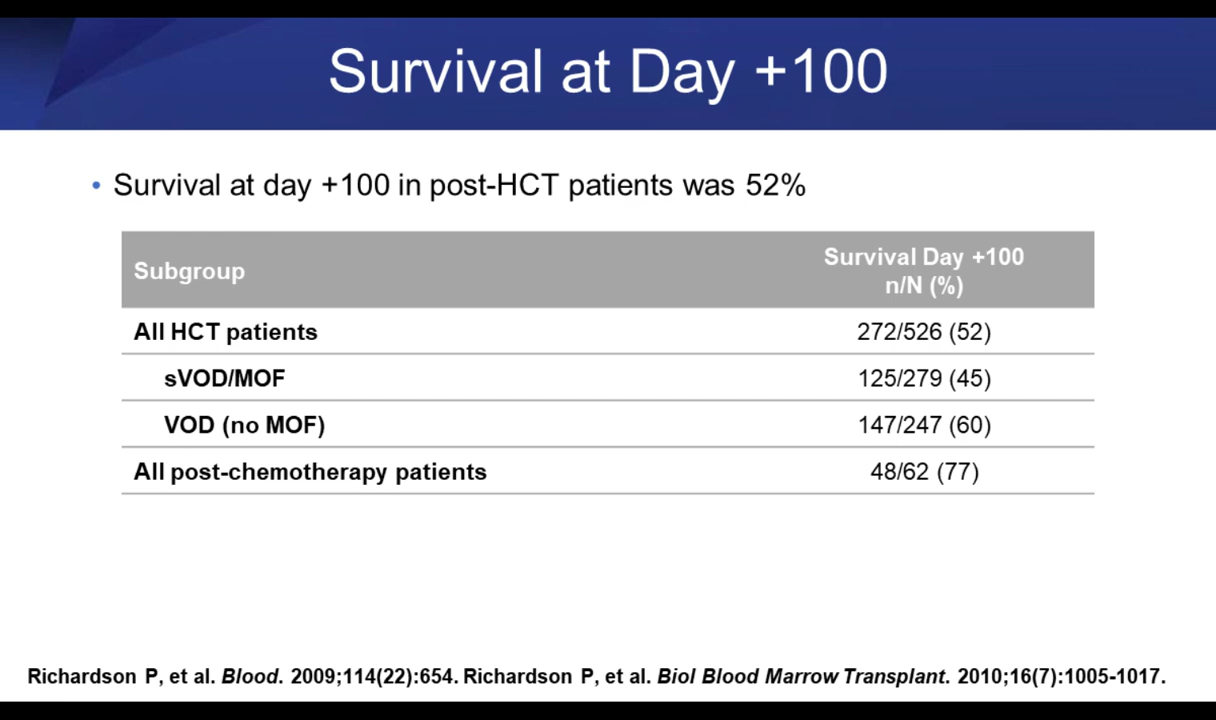 Survival at Day +100
• Survival at day +100 in post-HCT patients was 52%
Subgroup
Survival Day +100
n/N (%)
All HCT patients 272/526 (52)
sVOD/MOF 125/279 (45)
VOD (no MOF) 147/247 (60)
All post-chemotherapy patients 48/62 (77)
Richardson P, et al. Blood. 2009;114(22):654. Richardson P, et al. Biol Blood Marrow Transplant. 2010;16(7):1005-1017.